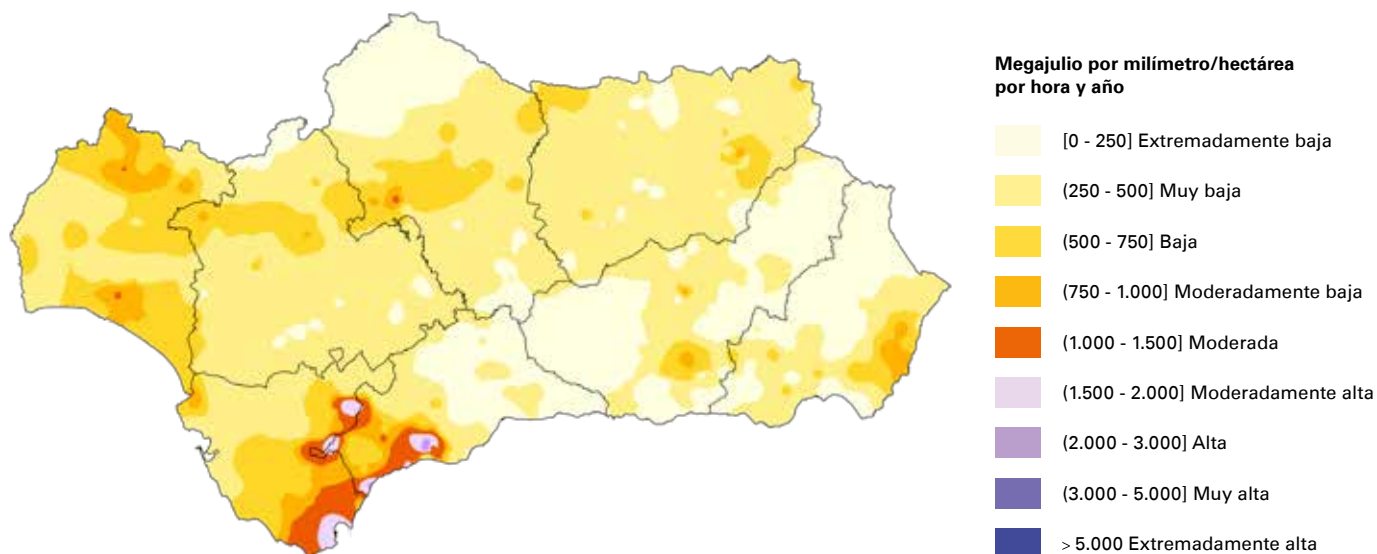 Megajulio por milímetro/hectárea
por hora y año
[0 - 250] Extremadamente baja
(250 - 500] Muy baja
(500 - 750] Baja
(750 - 1.000] Moderadamente baja
(1.000 - 1.500] Moderada
(1.500 - 2.000] Moderadamente alta
(2.000 - 3.000] Alta
(3.000 - 5.000] Muy alta
> 5.000 Extremadamente alta